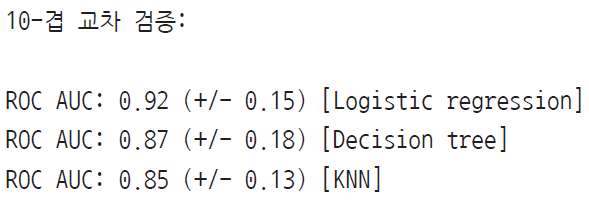 10-겹 교차 검증:
ROC AUC: 0.92 (+/- 0.15) [Logistic regression]
ROC AUC: 0.87 (+/- 0.18) [Decision tree]
ROC AUC: 0.85 (+/- 0.13) [KNN]